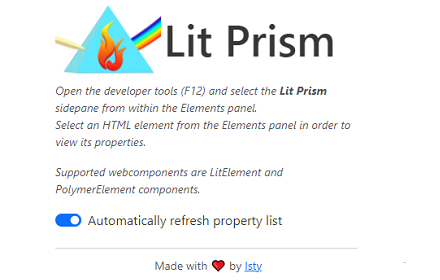 Lit Prism
Open the developer tools (F12) and select the Lit Prism
sidepane from within the Elements panel.
Select an HTML element from the Elements panel in order to
view its properties.
Supported webcomponents are LitElement and
PolymerElement components.
Automatically refresh property list
Made with ❤️ by Isty